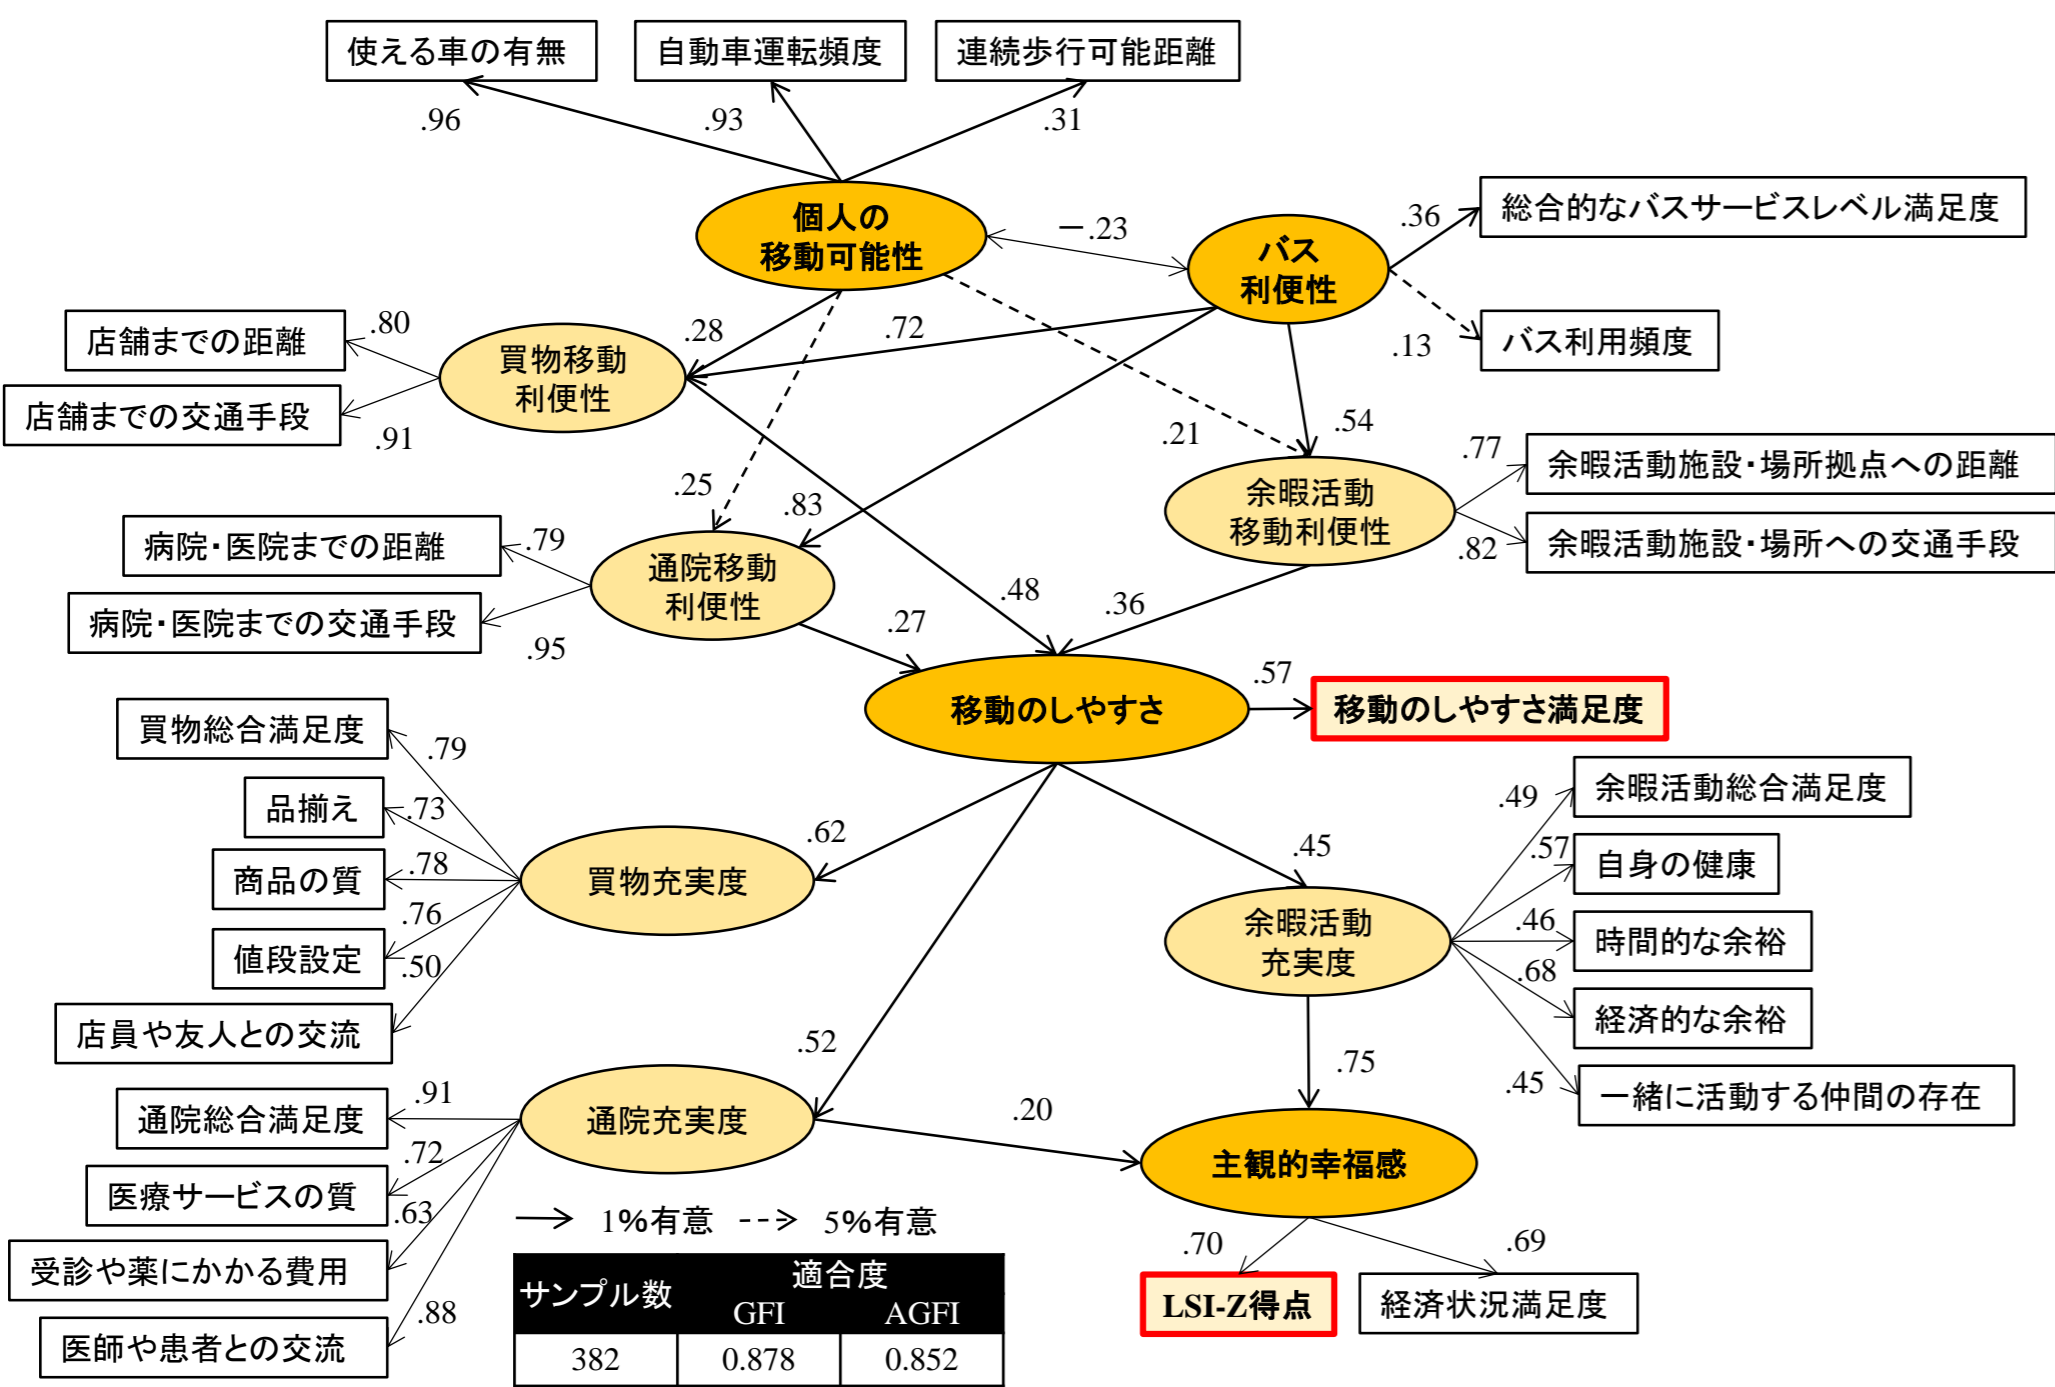 使える車の有無
自動車運転頻度
連続歩行可能距離
.96
.93
.31
個人の
移動可能性
－.23
バス
利便性
.36
総合的なバスサービスレベル満足度
.13
バス利用頻度
店舗までの距離
.80
店舗までの交通手段
.91
買物移動
利便性
.28
.72
.25
.83
.21
.54
余暇活動
移動利便性
.77
余暇活動施設・場所拠点への距離
.82
余暇活動施設・場所への交通手段
病院・医院までの距離
.79
病院・医院までの交通手段
.95
通院移動
利便性
.27
.48
.36
移動のしやすさ
.57
移動のしやすさ満足度
買物総合満足度
.79
品揃え
.73
商品の質
.78
値段設定
.76
店員や友人との交流
.50
買物充実度
.62
.45
.52
余暇活動
充実度
.49
余暇活動総合満足度
.57
自身の健康
.46
時間的な余裕
.68
経済的な余裕
.45
一緒に活動する仲間の存在
.75
通院総合満足度
.91
医療サービスの質
.72
受診や薬にかかる費用
.63
医師や患者との交流
.88
通院充実度
.20
主観的幸福感
.70
LSI-Z得点
.69
経済状況満足度
1%有意
5%有意
サンプル数
適合度
GFI AGFI
382 0.878 0.852